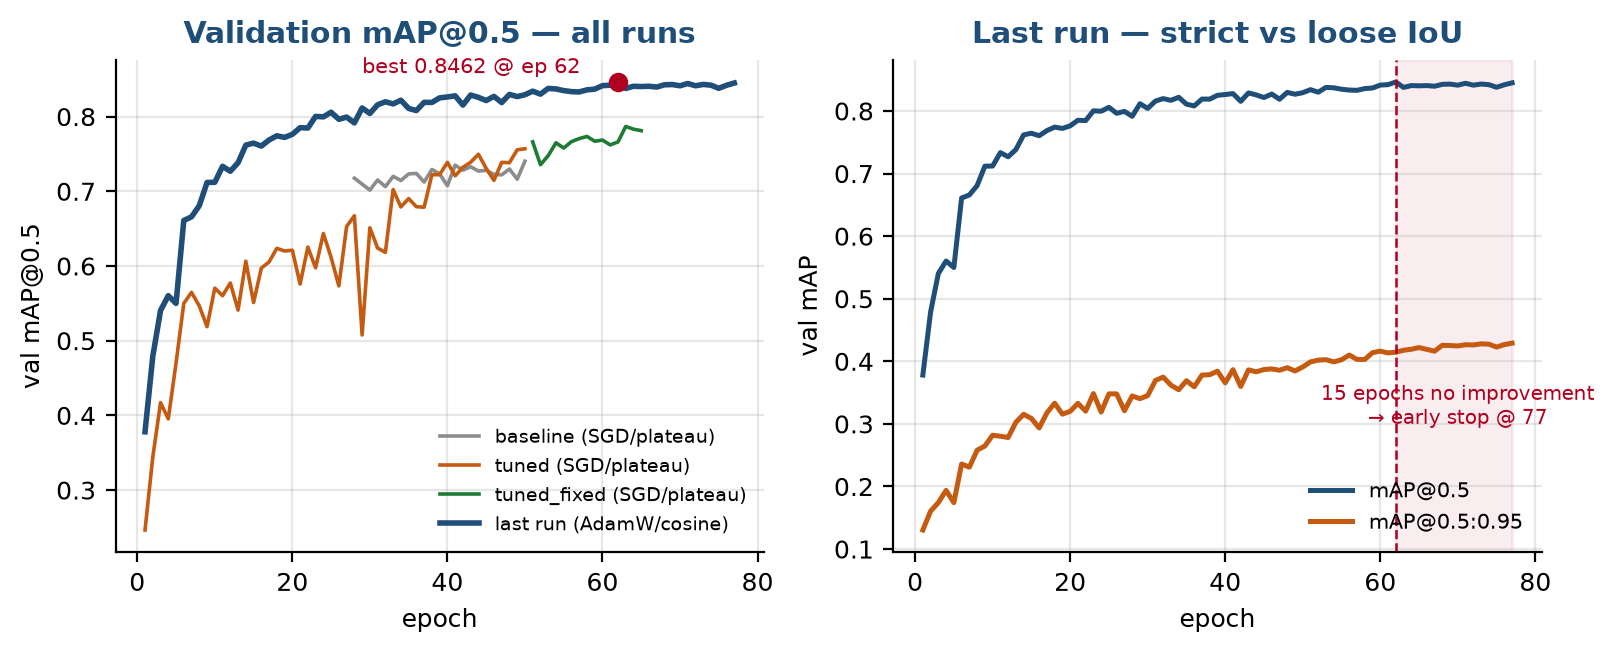 Validation mAP@0.5 — all runs
best 0.8462 @ ep 62
val mAP@0.5
0.8
0.7
0.6
0.5
0.4
0.3
baseline (SGD/plateau)
tuned (SGD/plateau)
tuned_fixed (SGD/plateau)
last run (AdamW/cosine)
0 20 40 60 80
epoch
Last run — strict vs loose IoU
val mAP
0.8
0.7
0.6
0.5
0.4
0.3
0.2
0.1
15 epochs no improvement
→ early stop @ 77
mAP@0.5
mAP@0.5:0.95
0 20 40 60 80
epoch